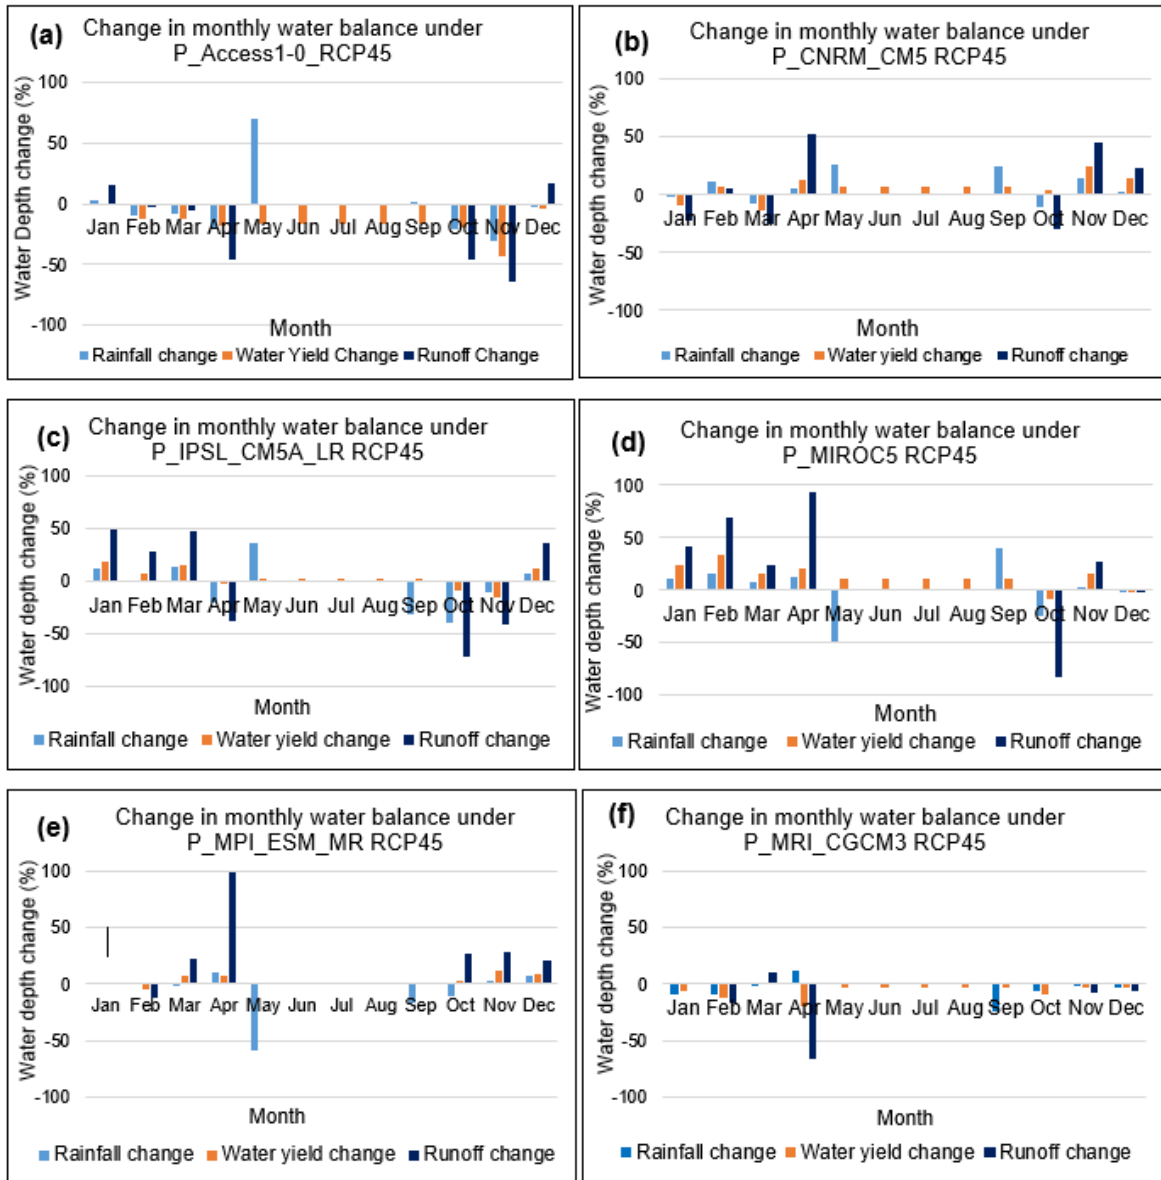 (a) Change in monthly water balance under
P_Access1-0_RCP45
Water Depth change (%)
100
50
0
-50
-100
Jan Feb Mar Apr May Jun Jul Aug Sep Oct Nov Dec
Month
Rainfall change Water Yield Change Runoff Change
(b) Change in monthly water balance under
P_CNRM_CM5 RCP45
Water depth change (%)
100
50
0
-50
-100
Jan Feb Mar Apr May Jun Jul Aug Sep Oct Nov Dec
Month
Rainfall change Water yield change Runoff change
(c) Change in monthly water balance under
P_IPSL_CM5A_LR RCP45
Water depth change (%)
100
50
0
-50
-100
Jan Feb Mar Apr May Jun Jul Aug Sep Oct Nov Dec
Month
Rainfall change Water yield change Runoff change
(d) Change in monthly water balance under
P_MIROC5 RCP45
Water depth change (%)
100
50
0
-50
-100
Jan Feb Mar Apr May Jun Jul Aug Sep Oct Nov Dec
Month
Rainfall change Water yield change Runoff change
(e) Change in monthly water balance under
P_MPI_ESM_MR RCP45
Water depth change (%)
100
50
0
-50
-100
Jan Feb Mar Apr May Jun Jul Aug Sep Oct Nov Dec
Month
Rainfall change Water yield change Runoff change
(f) Change in monthly water balance under
P_MRI_CGCM3 RCP45
Water depth change (%)
100
50
0
-50
-100
Jan Feb Mar Apr May Jun Jul Aug Sep Oct Nov Dec
Month
Rainfall change Water yield change Runoff change